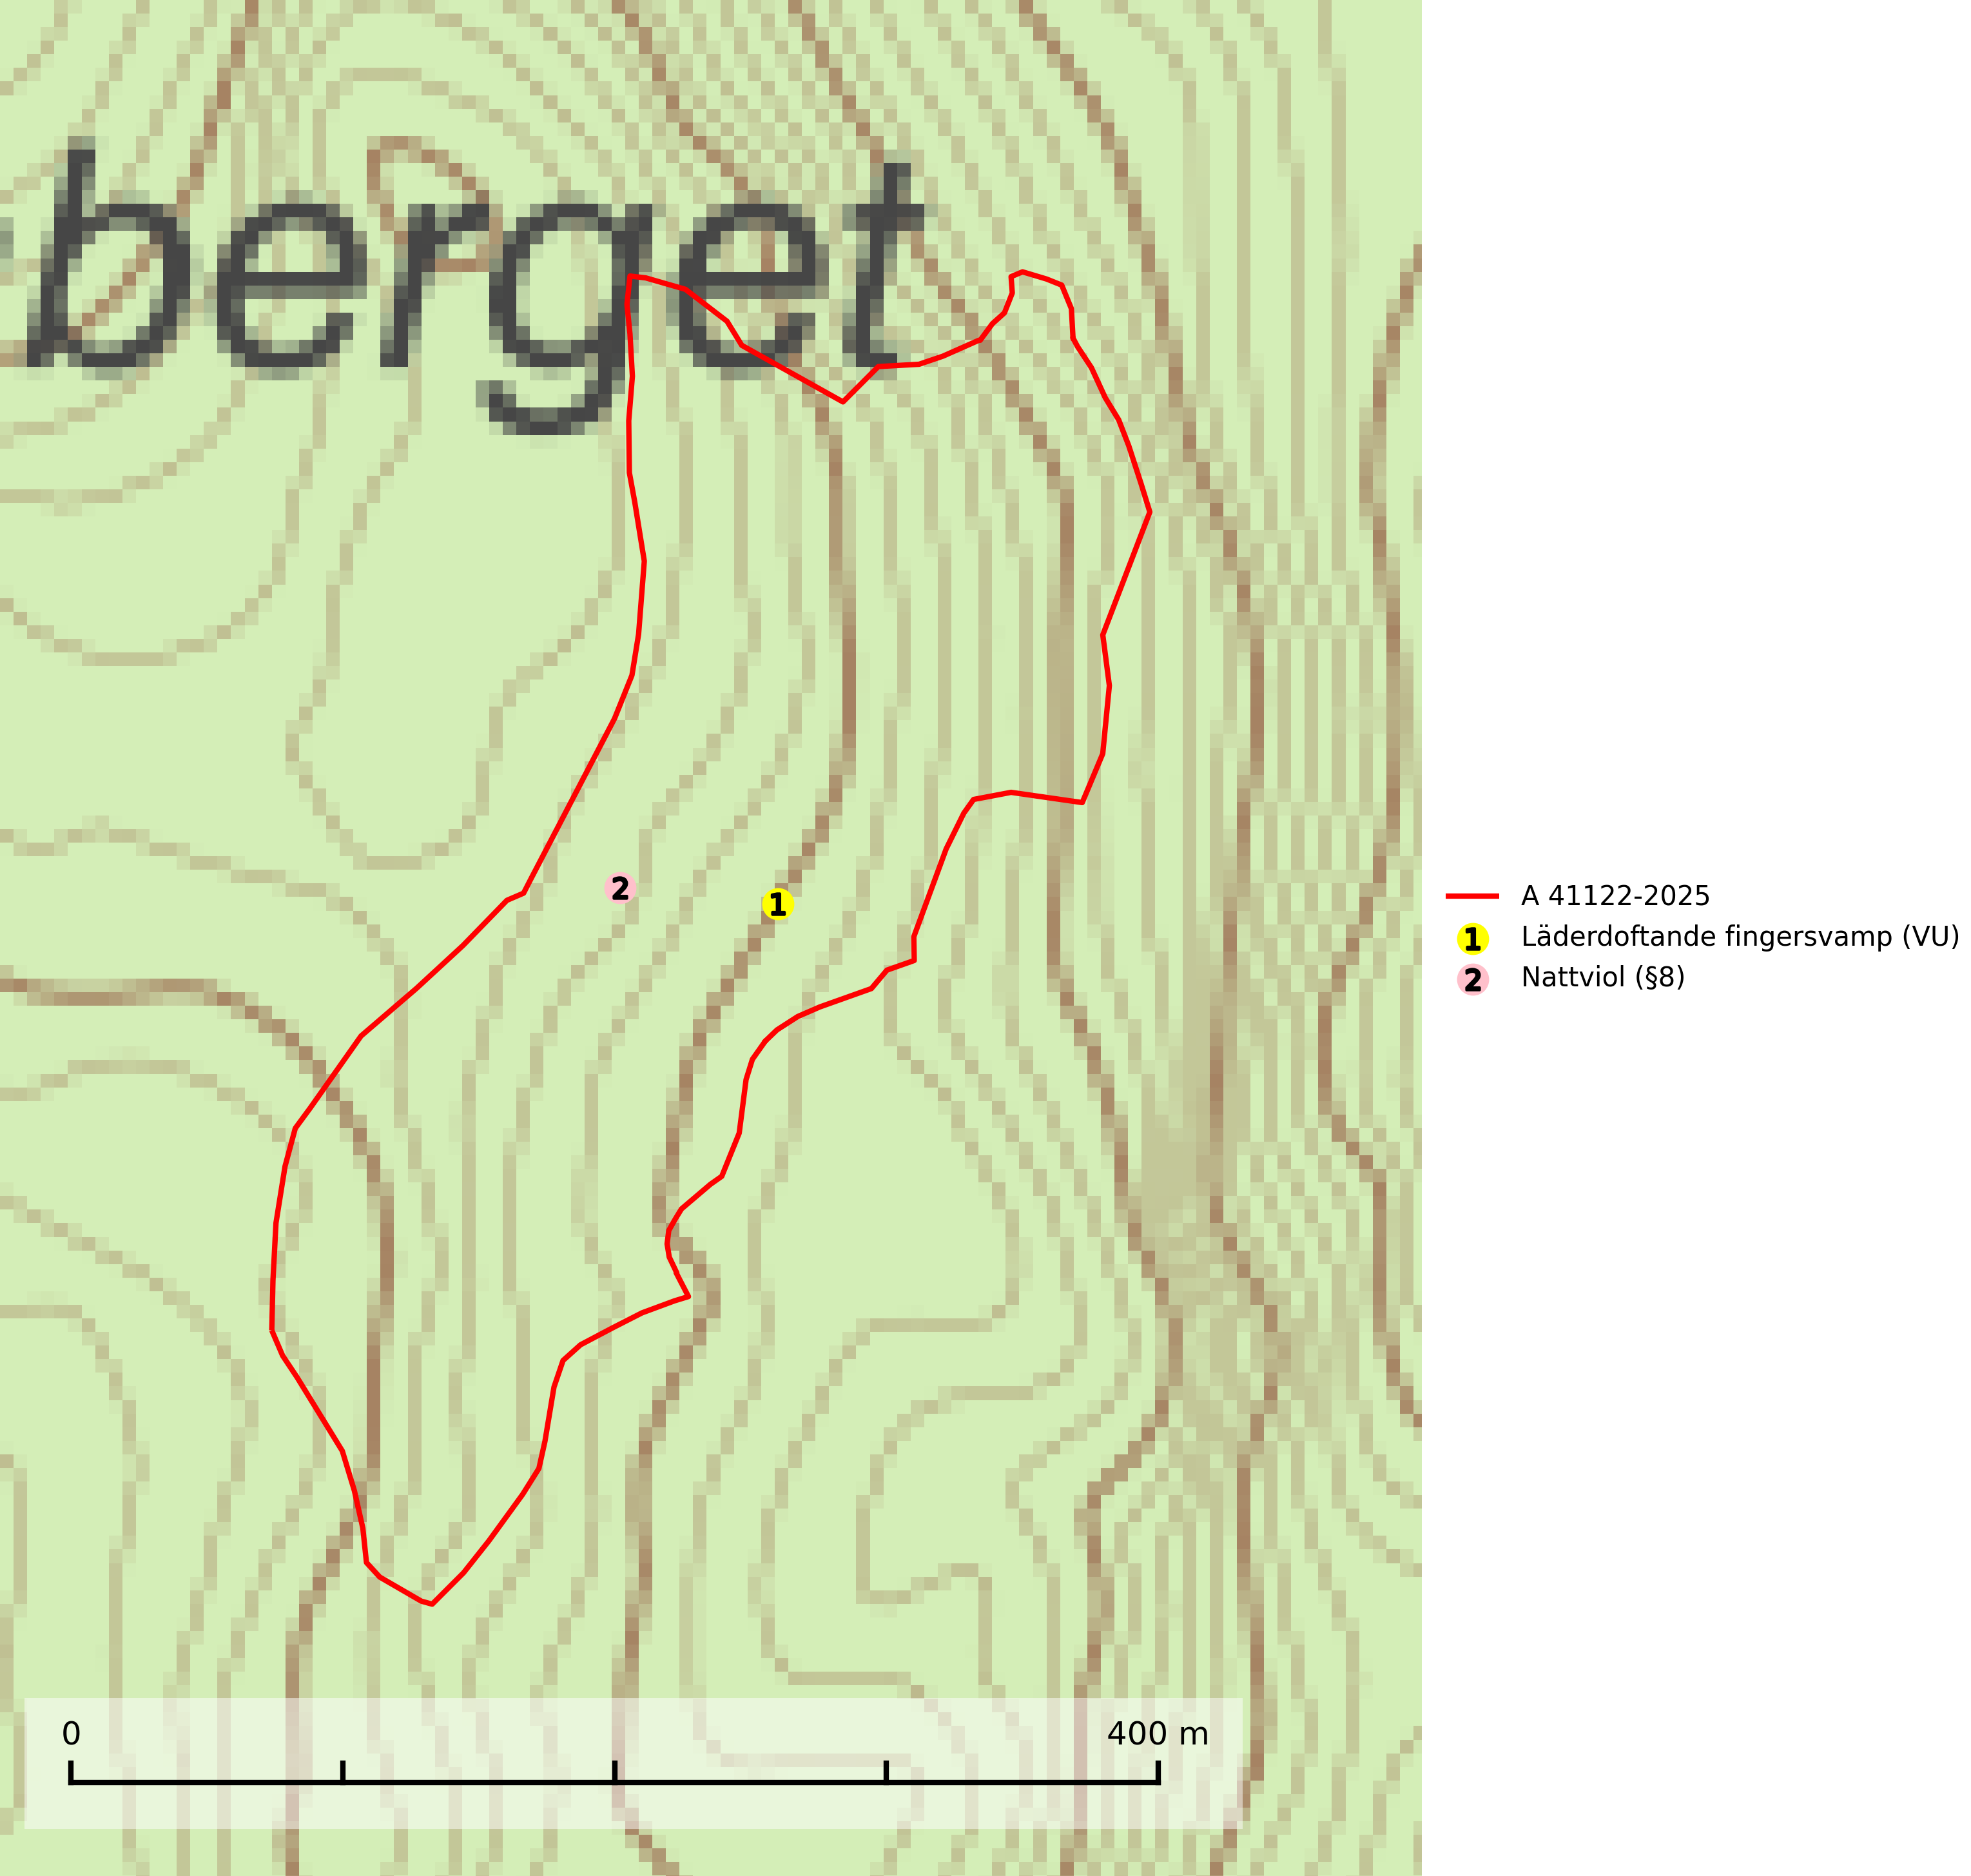 berget
A 41122-2025
1 Läderdoftande fingersvamp (VU)
2 Nattviol (§8)
2
1
0 400 m